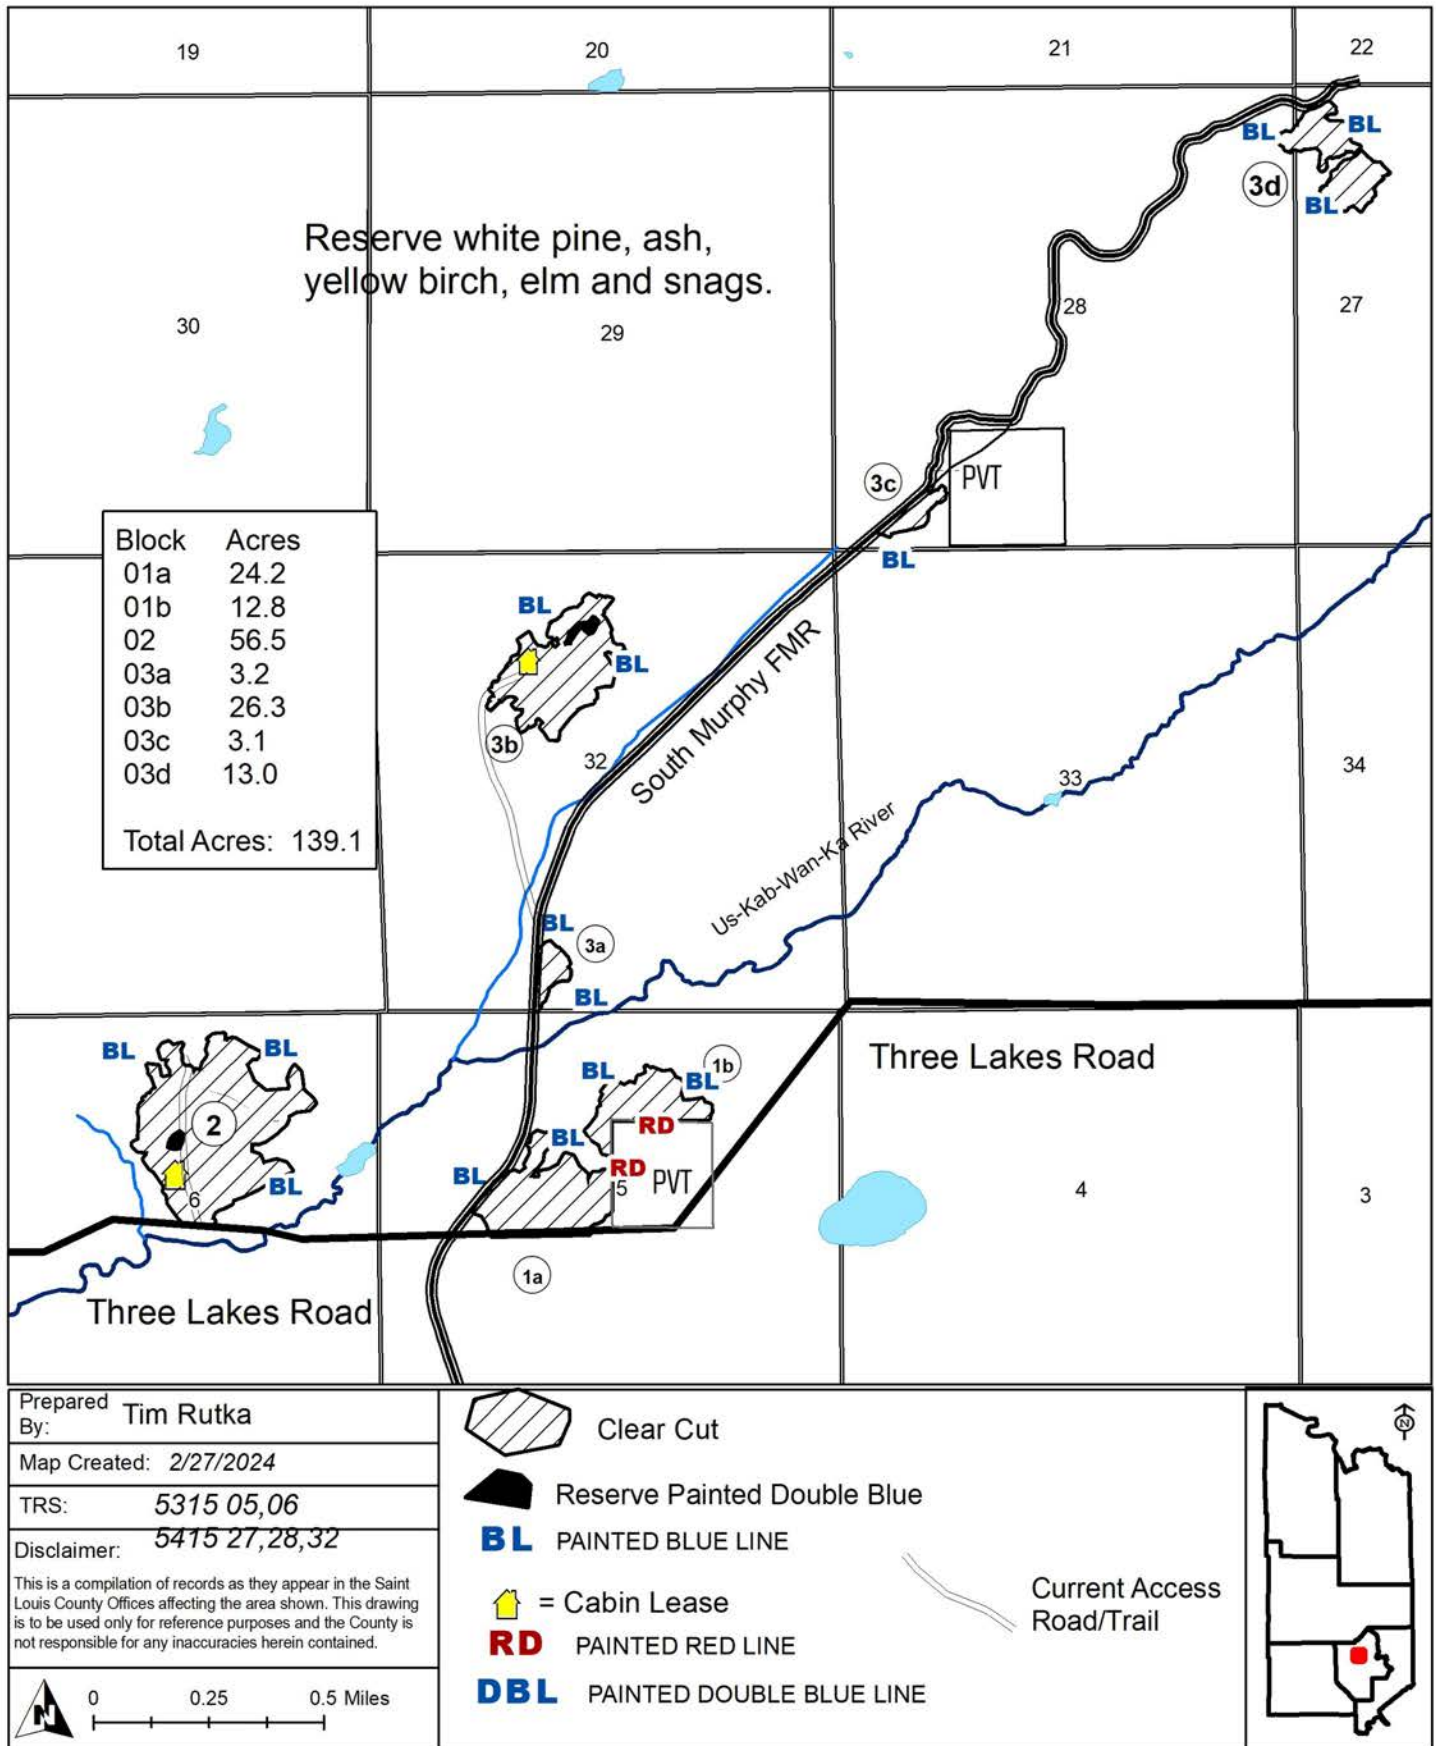 19
20
21
22
BL
BL
3d
BL
Reserve white pine, ash,
yellow birch, elm and snags.
30
29
28
27
3c
PVT
BL
Block Acres
01a 24.2
01b 12.8
02 56.5
03a 3.2
03b 26.3
03c 3.1
03d 13.0
Total Acres: 139.1
BL
BL
3b
32
South Murphy FMR
33
34
Us-Kab-Wan-Ka River
BL
3a
BL
BL
BL
2
BL
6
Three Lakes Road
BL
BL
1b
RD
BL
RD
BL
5
PVT
1a
Three Lakes Road
4
3
Prepared
By: Tim Rutka
Map Created: 2/27/2024
TRS: 5315 05,06
5415 27,28,32
Disclaimer:
This is a compilation of records as they appear in the Saint
Louis County Offices affecting the area shown. This drawing
is to be used only for reference purposes and the County is
not responsible for any inaccuracies herein contained.
N
0 0.25 0.5 Miles
Clear Cut
Reserve Painted Double Blue
BL PAINTED BLUE LINE
= Cabin Lease
RD PAINTED RED LINE
DBL PAINTED DOUBLE BLUE LINE
Current Access
Road/Trail
N